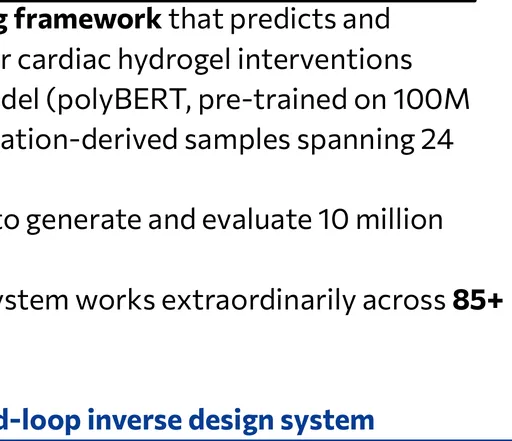 framework that predicts and
r cardiac hydrogel interventions
del (polyBERT, pre-trained on 100M
ation-derived samples spanning 24
to generate and evaluate 10 million
ystem works extraordinarily across 85+
d-loop inverse design system